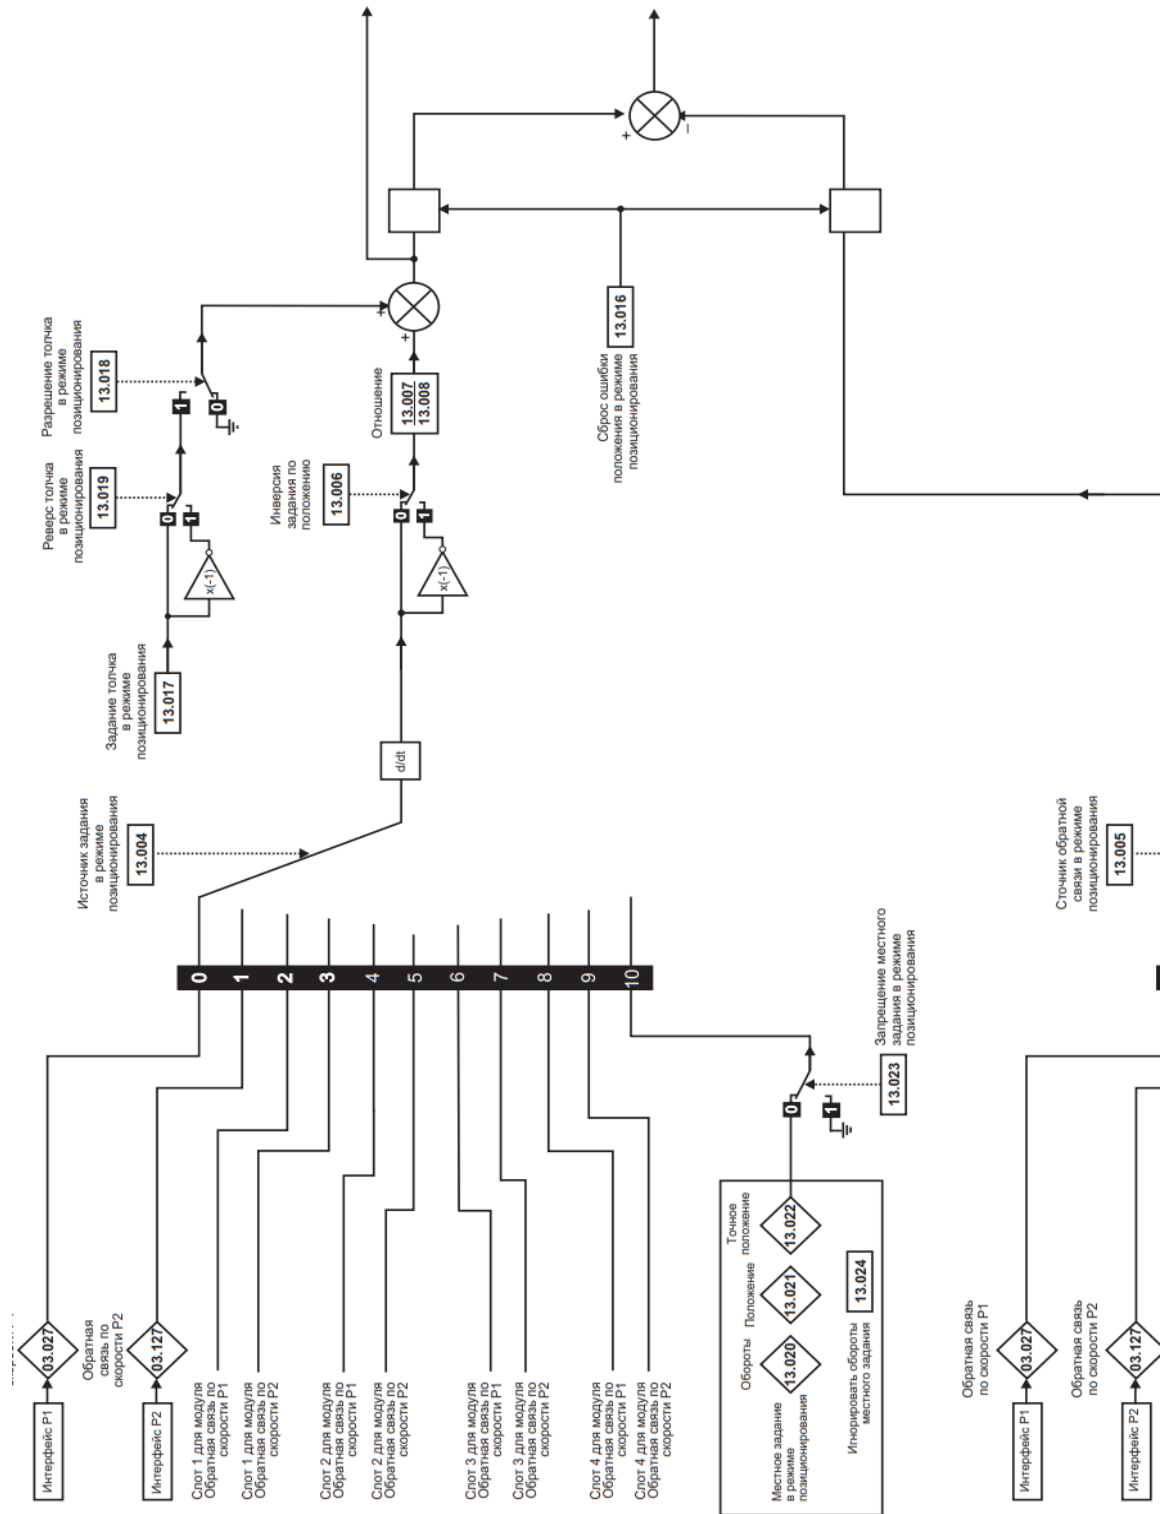 03.027
Интерфейс P1
Обратная
связь по
скорости P2
03.127
Интерфейс P2
Слот 1 для модуля
Обратная связь по
скорости P1
Слот 1 для модуля
Обратная связь по
скорости P2
Слот 2 для модуля
Обратная связь по
скорости P1
Слот 2 для модуля
Обратная связь по
скорости P2
Слот 3 для модуля
Обратная связь по
скорости P1
Слот 3 для модуля
Обратная связь по
скорости P2
Слот 4 для модуля
Обратная связь по
скорости P1
Слот 4 для модуля
Обратная связь по
скорости P2
0
1
2
3
4
5
6
7
8
9
10
Источник задания
в режиме
позиционирования
13.004
d/dt
Задание толчка
в режиме
позиционирования
13.017
x(-1)
0
1
Реверс толчка
в режиме
позиционирования
13.019
Разрешение толчка
в режиме
позиционирования
13.018
1
0
Инверсия
задания по
положению
13.006
0
1
x(-1)
Отношение
13.007
13.008
+
+
Сброс ошибки
положения в режиме
позиционирования
13.016
+
–
Местное задание
в режиме
позиционирования
Обороты
13.020
Положение
13.021
Точное
положение
13.022
Игнорировать обороты
местного задания
13.024
0
1
Запрещение местного
задания в режиме
позиционирования
13.023
Сточник обратной
связи в режиме
позиционирования
13.005
Обратная связь
по скорости P1
03.027
Интерфейс P1
Обратная связь
по скорости P2
03.127
Интерфейс P2